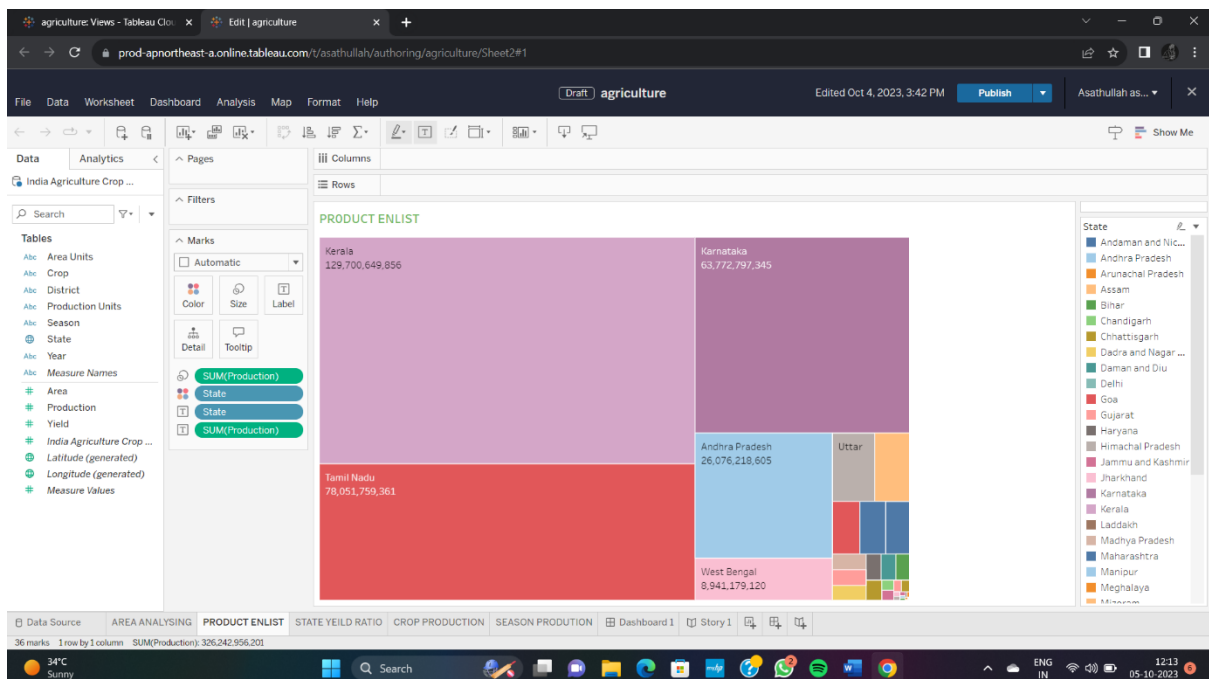 agriculture: Views - Tableau Clou
Edit | agriculture
prod-apnortheast-a.online.tableau.com/t/asathullah/authoring/agriculture/Sheet2#1
Draft agriculture
Edited Oct 4, 2023, 3:42 PM
Publish
Asathullah as...
File Data Worksheet Dashboard Analysis Map Format Help
Show Me
Data Analytics
India Agriculture Crop ...
Search
Tables
Abc Area Units
Abc Crop
Abc District
Abc Production Units
Abc Season
State
Abc Year
Abc Measure Names
# Area
# Production
# Yield
# India Agriculture Crop ...
Latitude (generated)
Longitude (generated)
# Measure Values
Pages
Filters
Marks
Automatic
Color Size Label
Detail Tooltip
SUM(Production)
State
State
SUM(Production)
Columns
Rows
PRODUCT ENLIST
Kerala
129,700,649,856
Karnataka
63,772,797,345
Andhra Pradesh
26,076,218,605
Uttar
Tamil Nadu
78,051,759,361
West Bengal
8,941,179,120
State
Andaman and Nic...
Andhra Pradesh
Arunachal Pradesh
Assam
Bihar
Chandigarh
Chhattisgarh
Dadra and Nagar ...
Daman and Diu
Delhi
Goa
Gujarat
Haryana
Himachal Pradesh
Jammu and Kashmir
Jharkhand
Karnataka
Kerala
Laddakh
Madhya Pradesh
Maharashtra
Manipur
Meghalaya
Mizoram
Data Source AREA ANALYSING PRODUCT ENLIST STATE YEILD RATIO CROP PRODUCTION SEASON PRODUTION Dashboard 1 Story 1
36 marks 1 row by 1 column SUM(Production): 326,242,956,201
34°C
Sunny
Search
ENG
IN
12:13
05-10-2023